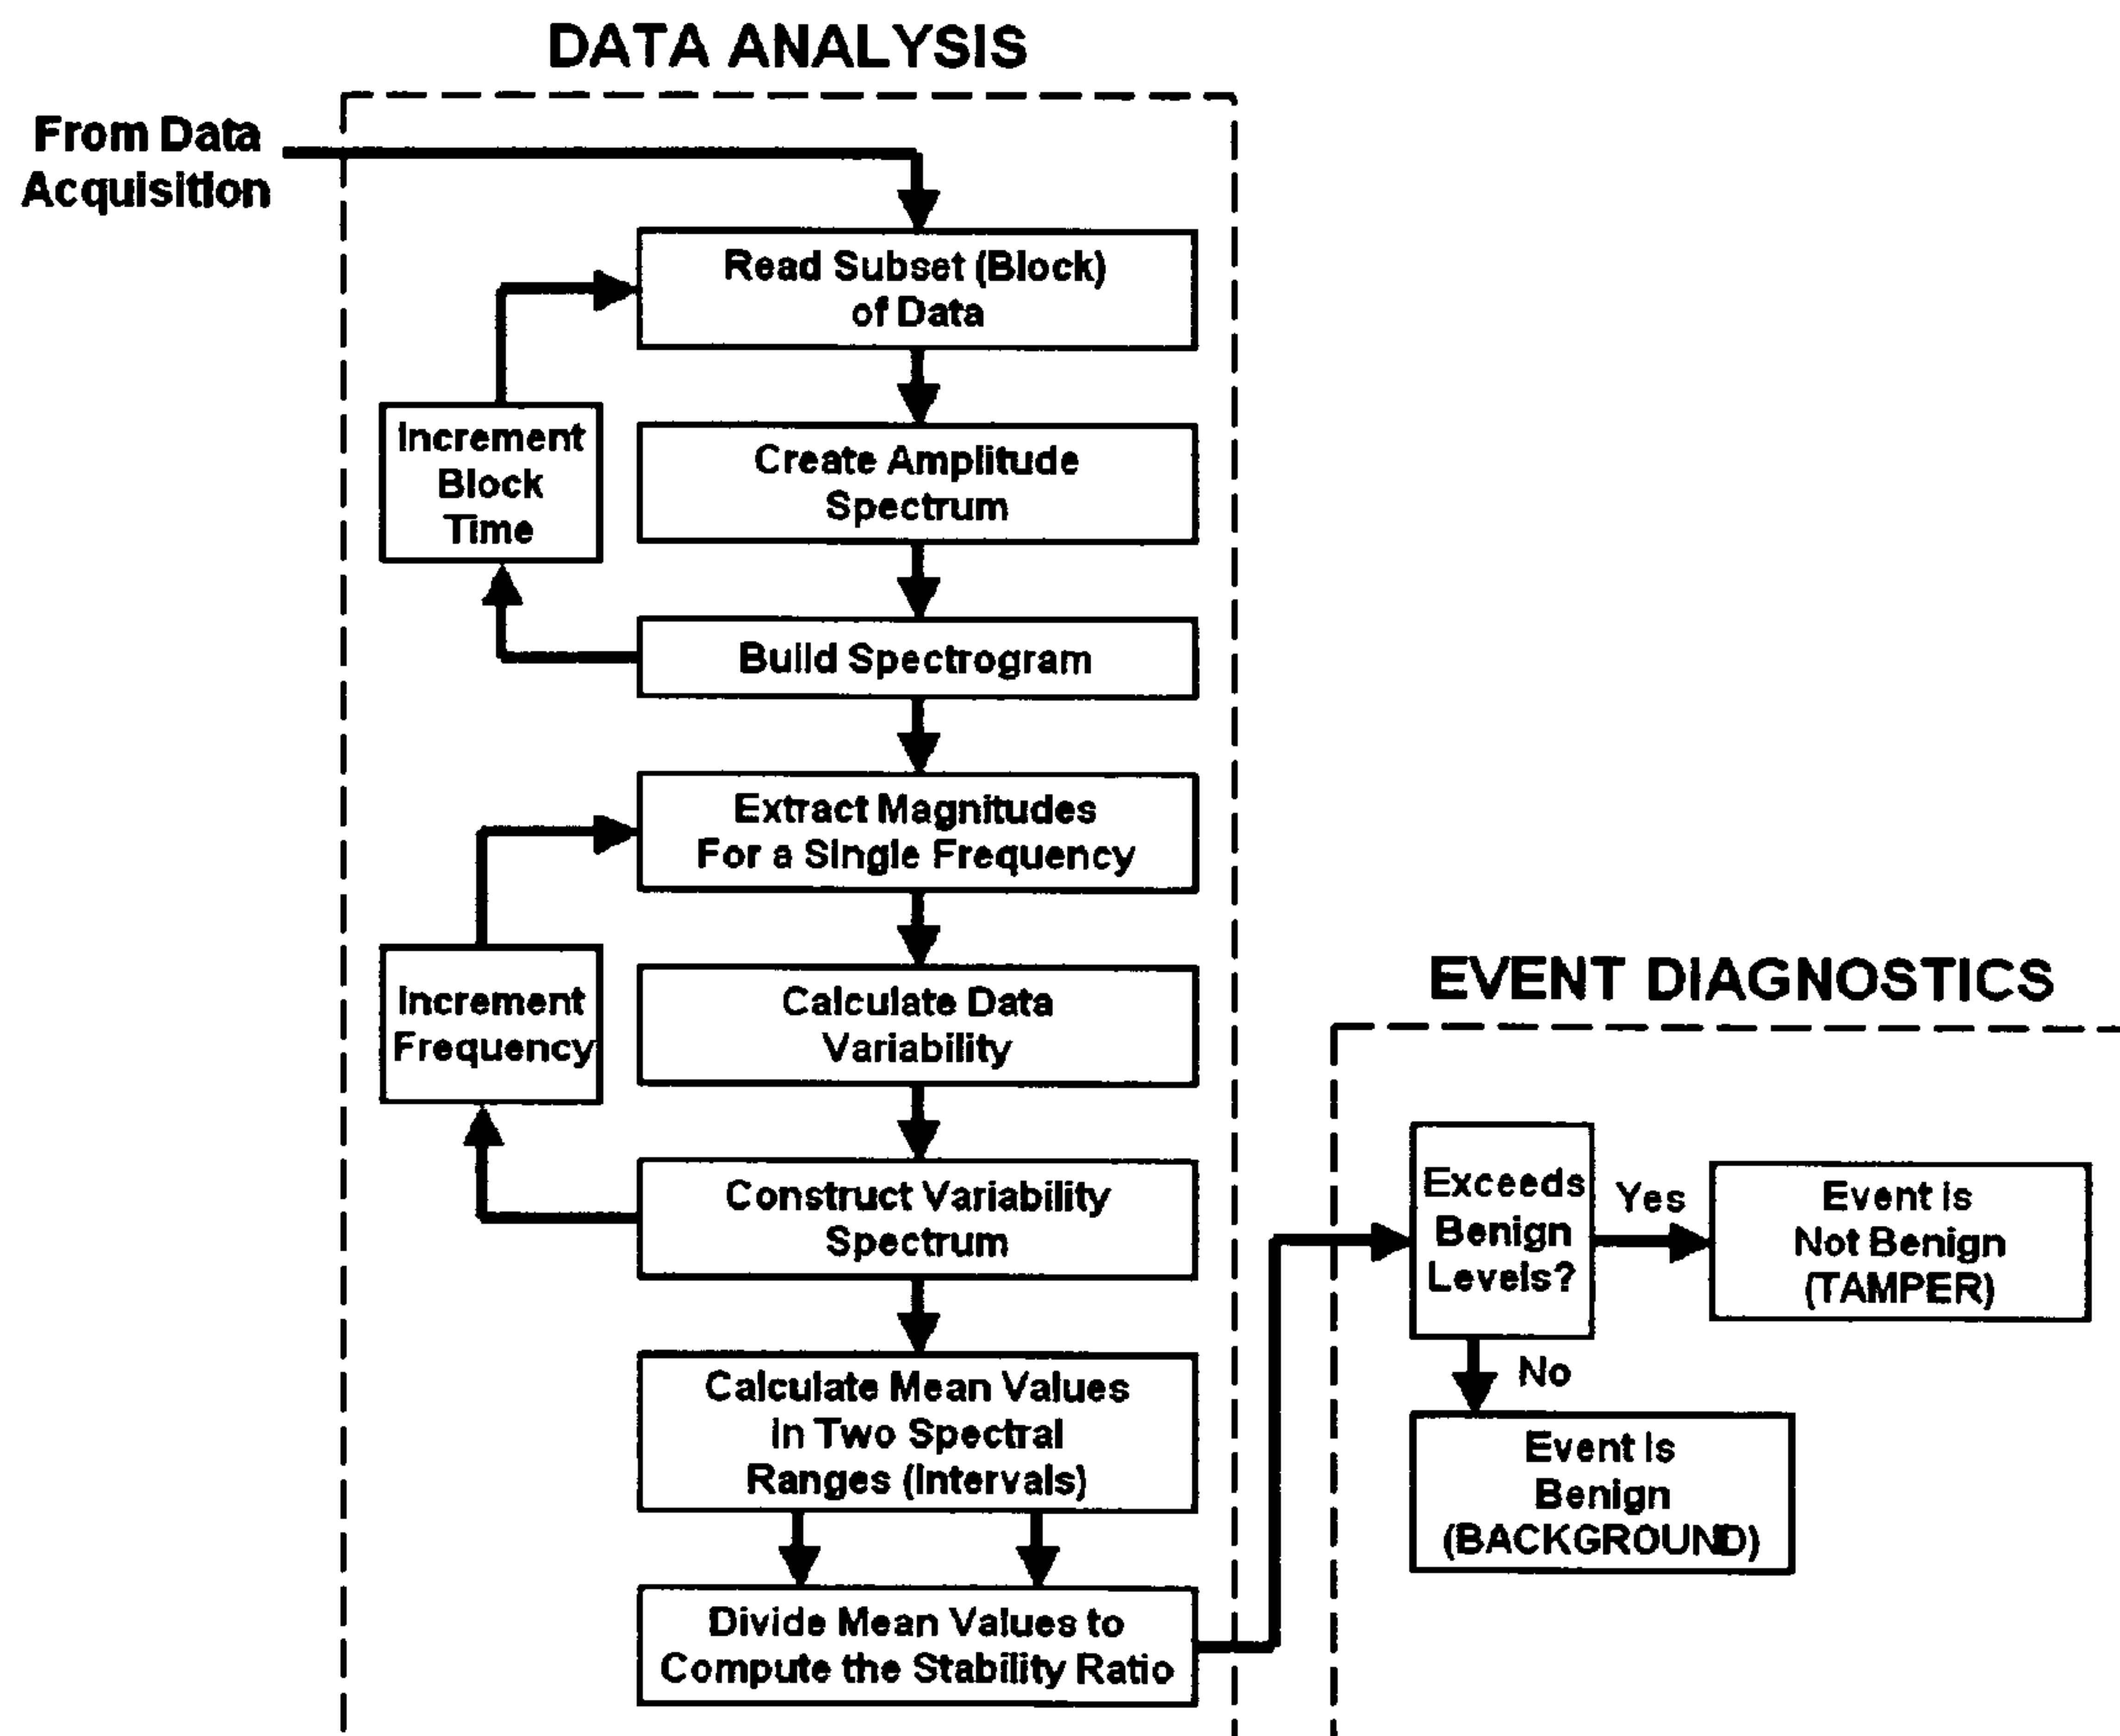 DATA ANALYSIS
From Data
Acquisition
Read Subset (Block)
of Data
Increment
Block
Time
Create Amplitude
Spectrum
Build Spectrogram
Extract Magnitudes
For a Single Frequency
Increment
Frequency
Calculate Data
Variability
Construct Variability
Spectrum
Calculate Mean Values
in Two Spectral
Ranges (Intervals)
Divide Mean Values to
Compute the Stability Ratio
EVENT DIAGNOSTICS
Exceeds
Benign
Levels?
Yes
Event is
Not Benign
(TAMPER)
No
Event is
Benign
(BACKGROUND)